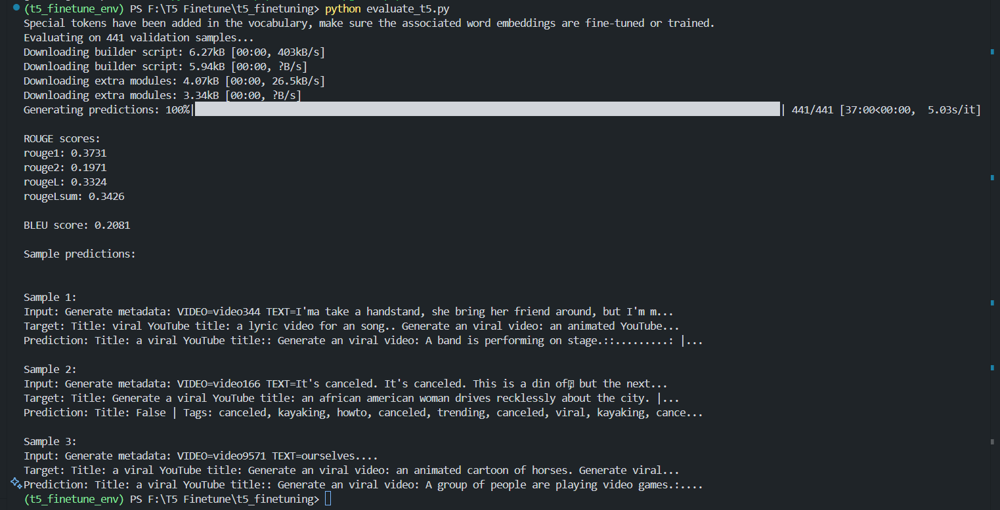 (t5_finetune_env) PS F:\T5 Finetune\t5_finetuning> python evaluate_t5.py
Special tokens have been added in the vocabulary, make sure the associated word embeddings are fine-tuned or trained.
Evaluating on 441 validation samples...
Downloading builder script: 6.27kB [00:00, 403kB/s]
Downloading builder script: 5.94kB [00:00, ?B/s]
Downloading extra modules: 4.07kB [00:00, 26.5kB/s]
Downloading extra modules: 3.34kB [00:00, ?B/s]
Generating predictions: 100%|██████████| 441/441 [37:00<00:00,  5.03s/it]
ROUGE scores:
rouge1: 0.3731
rouge2: 0.1971
rougeL: 0.3324
rougeLsum: 0.3426
BLEU score: 0.2081
Sample predictions:
Sample 1:
Input: Generate metadata: VIDEO=video344 TEXT=I'ma take a handstand, she bring her friend around, but I'm m...
Target: Title: viral YouTube title: a lyric video for an song.. Generate an viral video: an animated YouTube...
Prediction: Title: a viral YouTube title:: Generate an viral video: A band is performing on stage.::.........: |...
Sample 2:
Input: Generate metadata: VIDEO=video166 TEXT=It's canceled. It's canceled. This is a din of, but the next...
Target: Title: Generate a viral YouTube title: an african american woman drives recklessly about the city. |...
Prediction: Title: False | Tags: canceled, kayaking, howto, canceled, trending, canceled, viral, kayaking, cance...
Sample 3:
Input: Generate metadata: VIDEO=video9571 TEXT=ourselves....
Target: Title: a viral YouTube title: Generate an viral video: an animated cartoon of horses. Generate viral...
Prediction: Title: a viral YouTube title:: Generate an viral video: A group of people are playing video games.:....
(t5_finetune_env) PS F:\T5 Finetune\t5_finetuning>